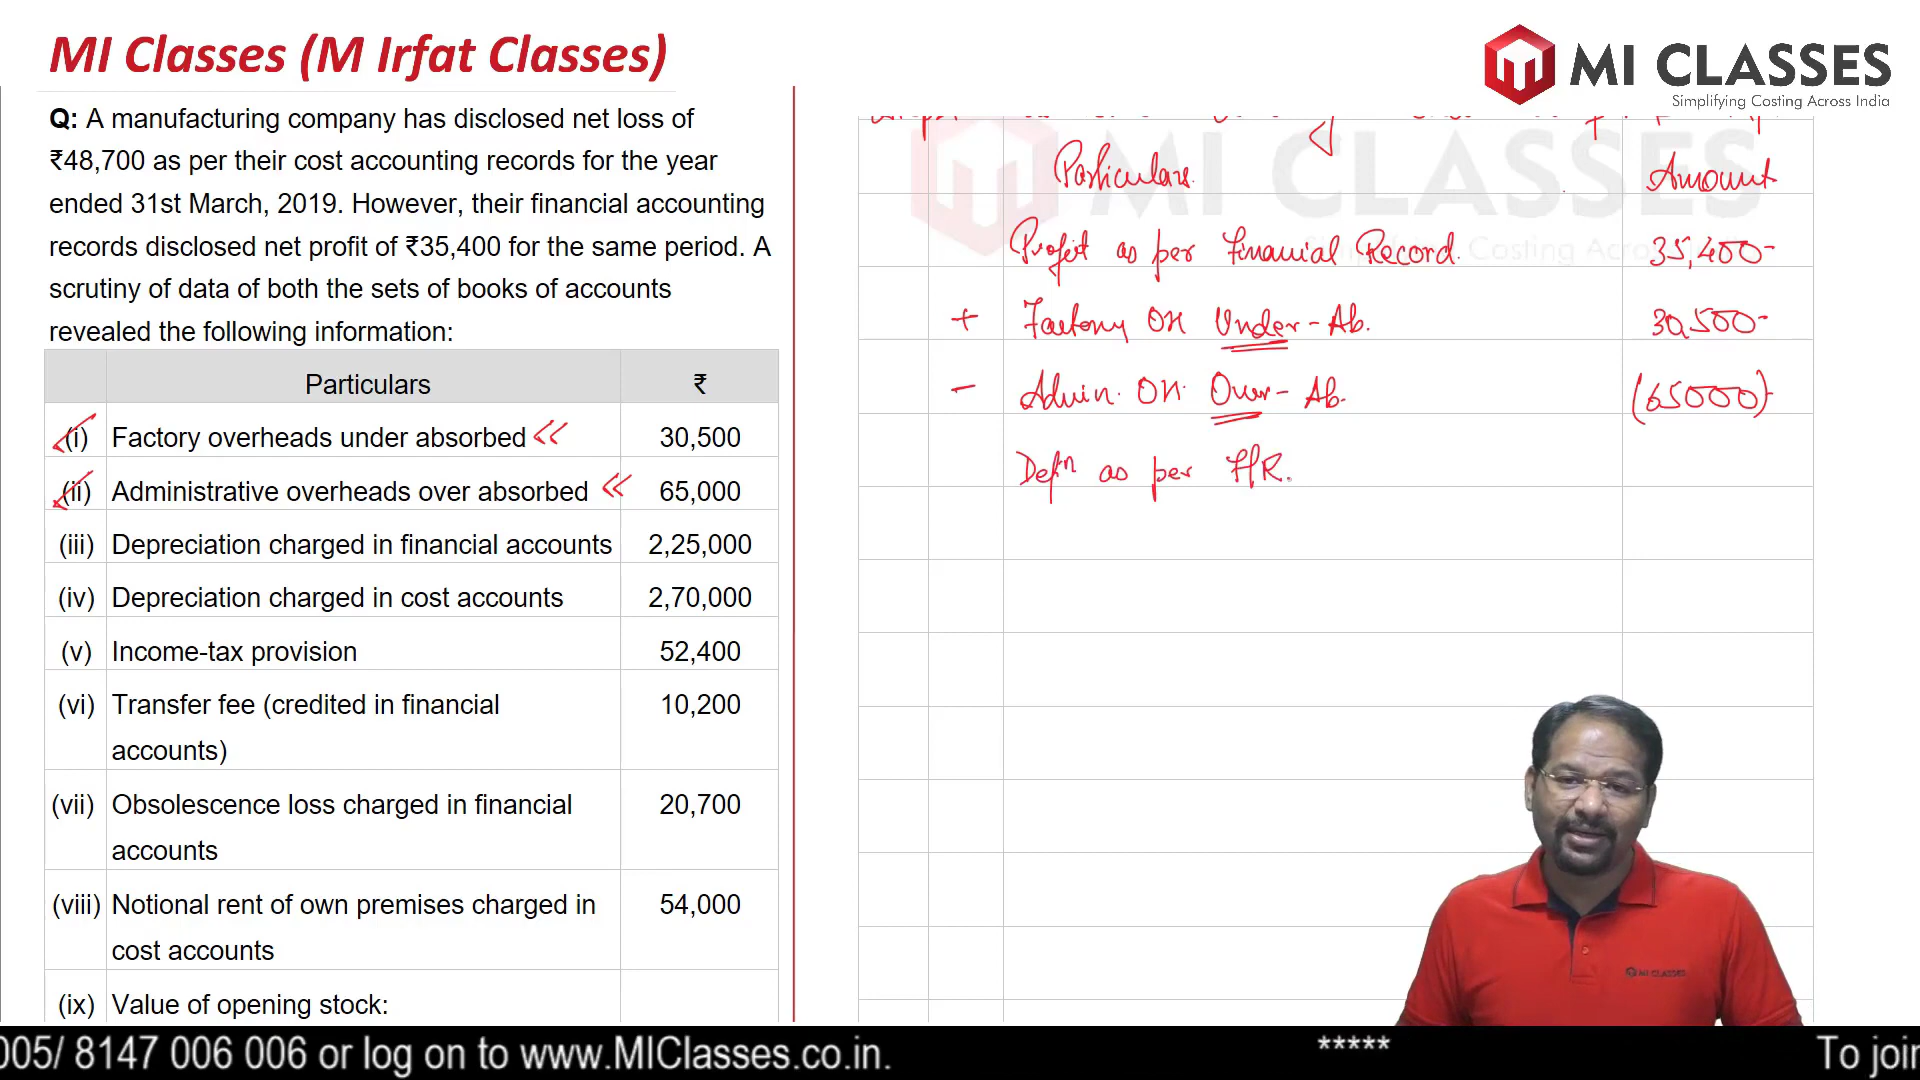 MI Classes (M Irfat Classes)
MI CLASSES
Simplifying Costing Across India
Q: A manufacturing company has disclosed net loss of
₹48,700 as per their cost accounting records for the year
ended 31st March, 2019. However, their financial accounting
records disclosed net profit of ₹35,400 for the same period. A
scrutiny of data of both the sets of books of accounts
revealed the following information:
Particulars ₹
(i) Factory overheads under absorbed 30,500
(ii) Administrative overheads over absorbed 65,000
(iii) Depreciation charged in financial accounts 2,25,000
(iv) Depreciation charged in cost accounts 2,70,000
(v) Income-tax provision 52,400
(vi) Transfer fee (credited in financial 10,200
accounts)
(vii) Obsolescence loss charged in financial 20,700
accounts
(viii) Notional rent of own premises charged in 54,000
cost accounts
(ix) Value of opening stock:
MI CLASSES
Particulars Amount
Profit as per Financial Record. 35,400-
+ Factory OH Under-Ab. 30,500-
- Admin. OH. Over-Ab. (65000)
Depn as per F/R.
MI CLASSES
005/ 8147 006 006 or log on to www.MIClasses.co.in. ***** To join